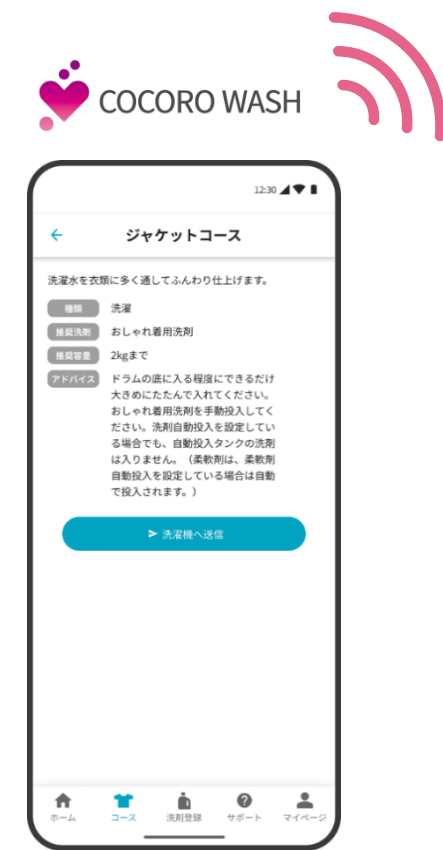 COCORO WASH
12:30
ジャケットコース
洗濯水を衣類に多く通してふんわり仕上げます。
種類 洗濯
推奨洗剤 おしゃれ着用洗剤
推奨容量 2kgまで
アドバイス ドラムの底に入る程度にできるだけ
大きめにたたんで入れてください。
おしゃれ着用洗剤を手動投入してく
ださい。洗剤自動投入を設定してい
る場合でも、自動投入タンクの洗剤
は入りません。（柔軟剤は、柔軟剤
自動投入を設定している場合は自動
で投入されます。）
洗濯機へ送信
ホーム コース 洗剤登録 サポート マイページ